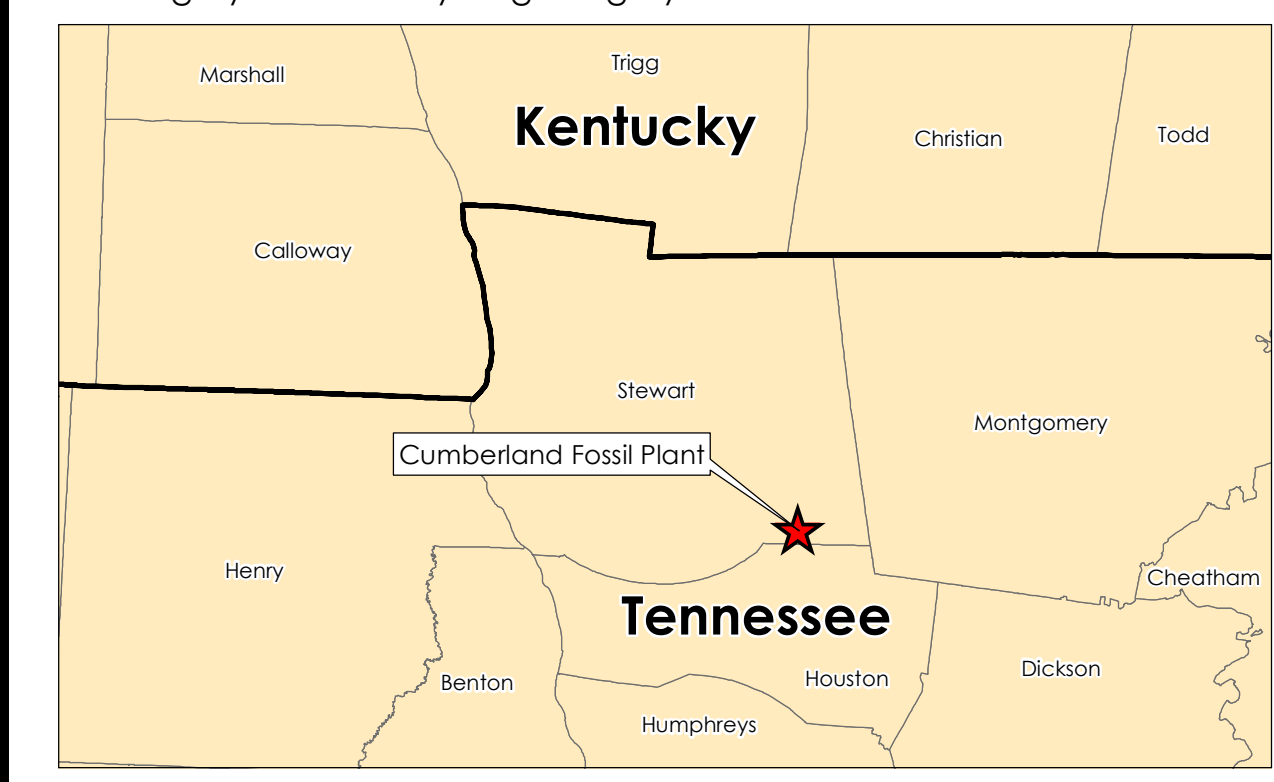 Marshall
Trigg
Kentucky
Christian
Todd
Calloway
Stewart
Montgomery
Cumberland Fossil Plant
Henry
Cheatham
Tennessee
Benton
Houston
Dickson
Humphreys